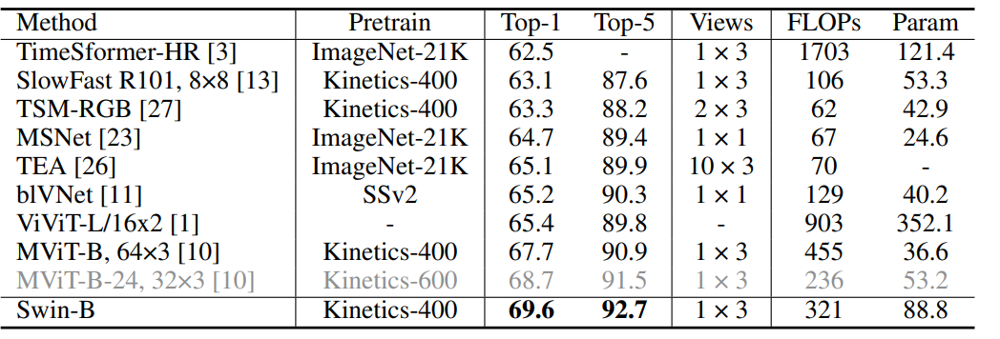 Method Pretrain Top-1 Top-5 Views FLOPs Param
TimeSformer-HR [3] ImageNet-21K 62.5 - 1 × 3 1703 121.4
SlowFast R101, 8×8 [13] Kinetics-400 63.1 87.6 1 × 3 106 53.3
TSM-RGB [27] Kinetics-400 63.3 88.2 2 × 3 62 42.9
MSNet [23] ImageNet-21K 64.7 89.4 1 × 1 67 24.6
TEA [26] ImageNet-21K 65.1 89.9 10 × 3 70 -
blVNet [11] SSv2 65.2 90.3 1 × 1 129 40.2
ViViT-L/16x2 [1] - 65.4 89.8 - 903 352.1
MViT-B, 64×3 [10] Kinetics-400 67.7 90.9 1 × 3 455 36.6
MViT-B-24, 32×3 [10] Kinetics-600 68.7 91.5 1 × 3 236 53.2
Swin-B Kinetics-400 69.6 92.7 1 × 3 321 88.8